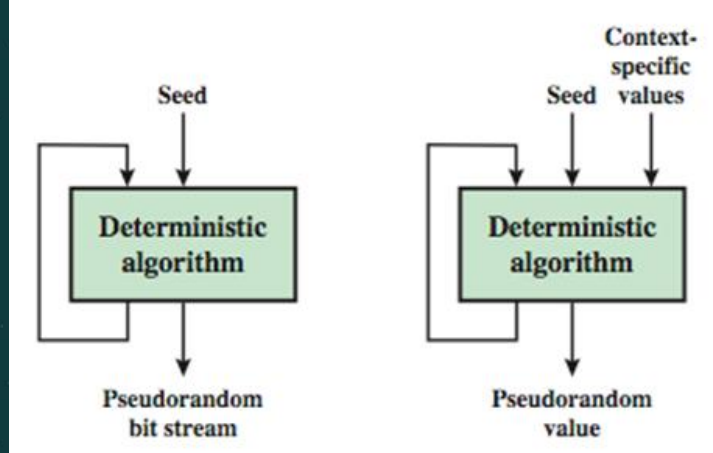 Seed
Deterministic
algorithm
Pseudorandom
bit stream
Context-
specific
Seed values
Deterministic
algorithm
Pseudorandom
value